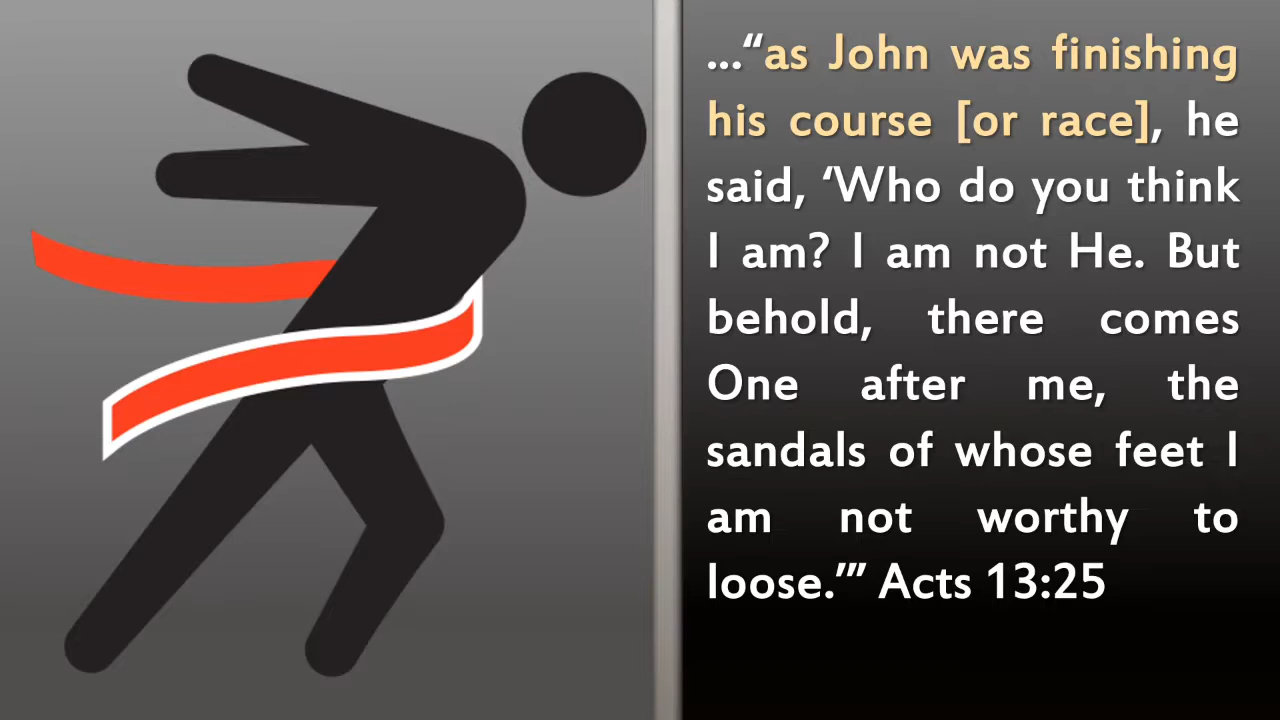 ...“as John was finishing
his course [or race], he
said, ‘Who do you think
I am? I am not He. But
behold, there comes
One after me, the
sandals of whose feet I
am not worthy to
loose.’” Acts 13:25